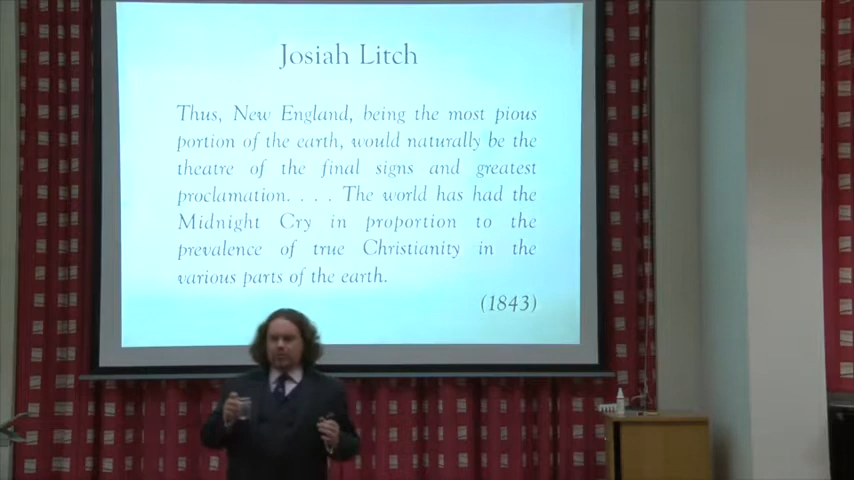 Josiah Litch
Thus, New England, being the most pious
portion of the earth, would naturally be the
theatre of the final signs and greatest
proclamation. . . . The world has had the
Midnight Cry in proportion to the
prevalence of true Christianity in the
various parts of the earth.
(1843)